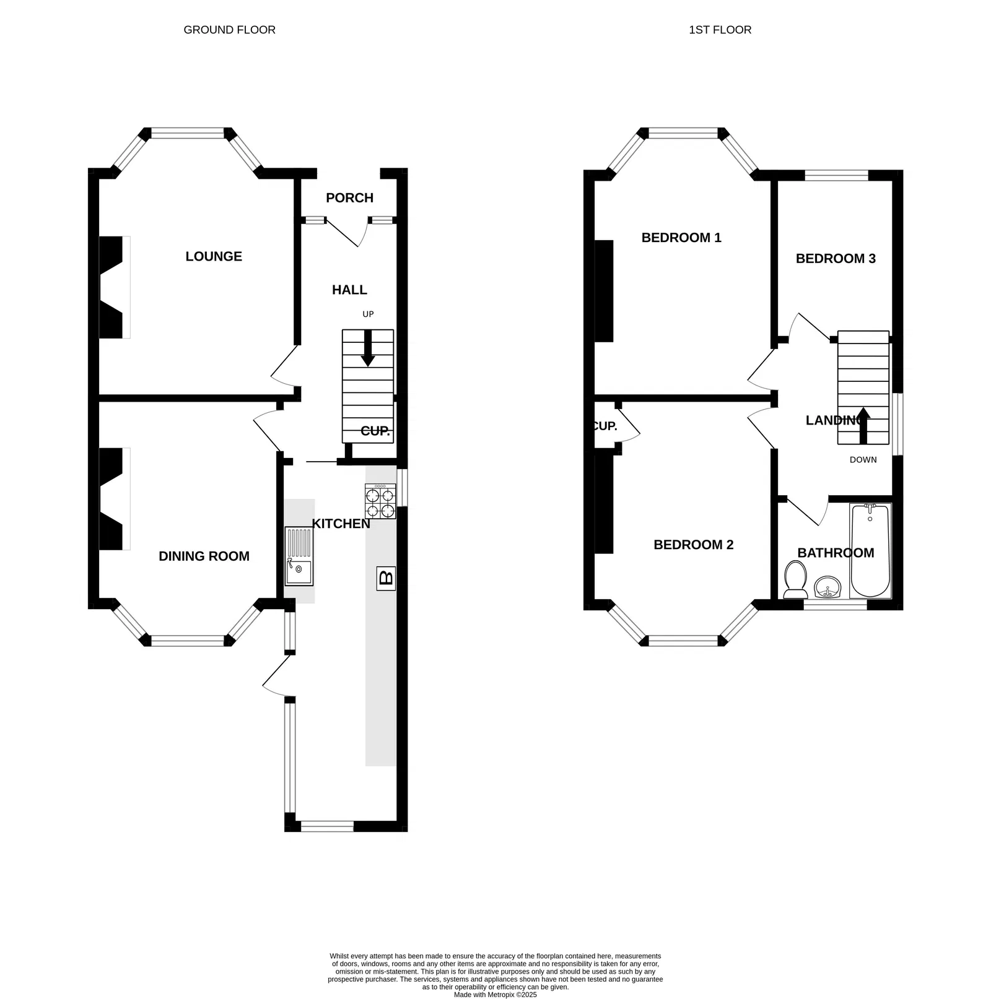 GROUND FLOOR
PORCH
LOUNGE
HALL
UP
CUP.
KITCHEN
DINING ROOM
B
1ST FLOOR
BEDROOM 1
BEDROOM 3
CUP.
LANDING
DOWN
BEDROOM 2
BATHROOM
Whilst every attempt has been made to ensure the accuracy of the floorplan contained here, measurements
of doors, windows, rooms and any other items are approximate and no responsibility is taken for any error,
omission or mis-statement. This plan is for illustrative purposes only and should be used as such by any
prospective purchaser. The services, systems and appliances shown have not been tested and no guarantee
as to their operability or efficiency can be given.
Made with Metropix ©2025